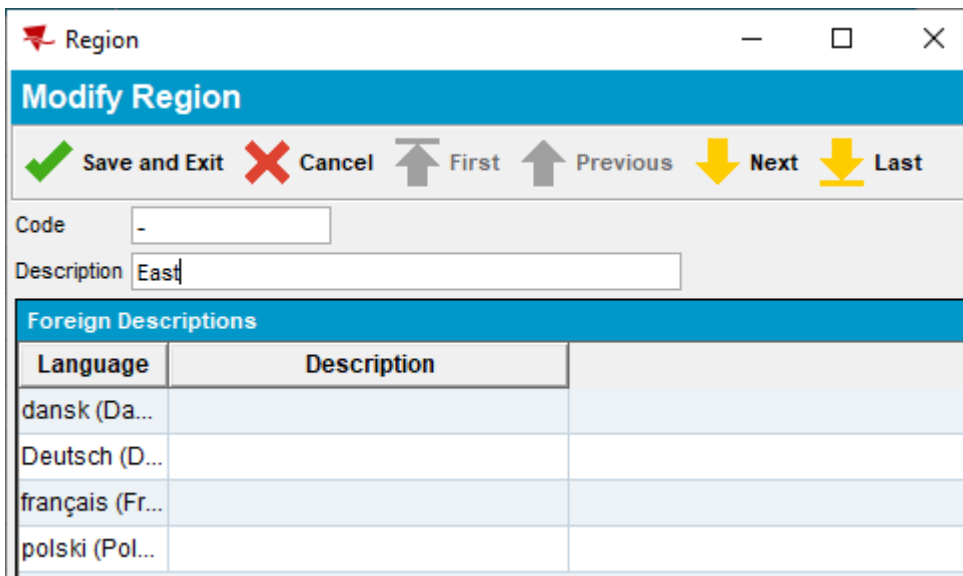 Region
Modify Region
Save and Exit Cancel First Previous Next Last
Code -
Description East
Foreign Descriptions
Language Description
dansk (Da...
Deutsch (D...
français (Fr...
polski (Pol...